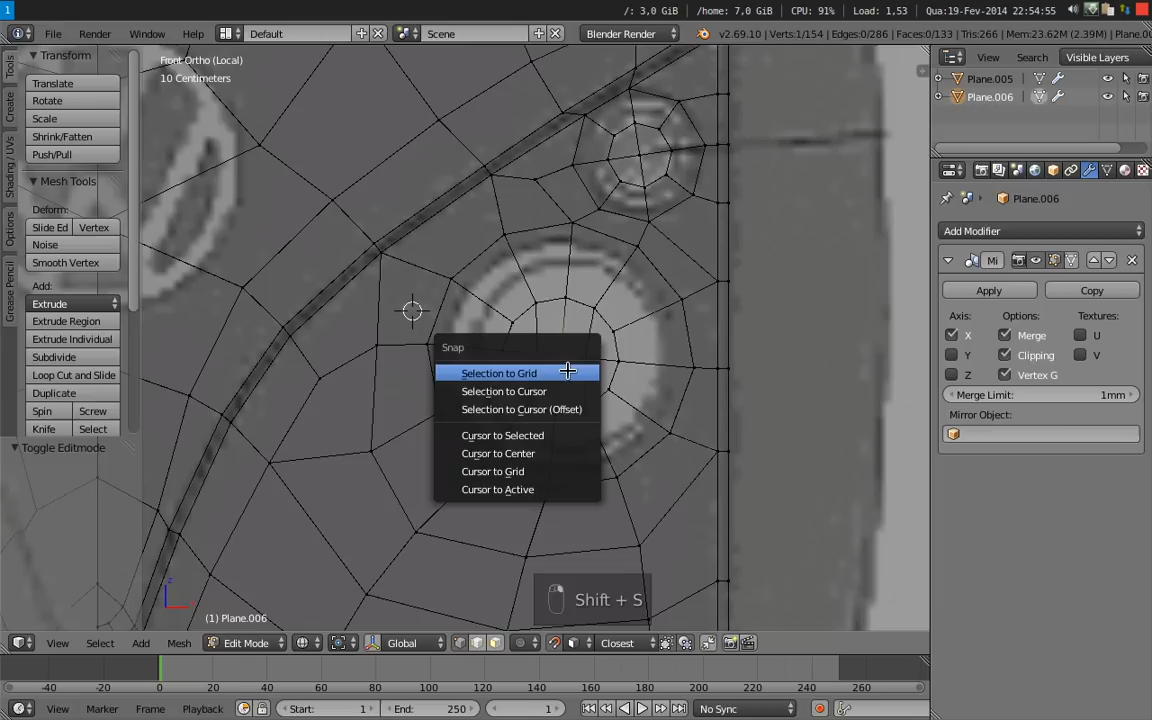 1
/: 3,0 GiB
/home: 7,0 GiB
CPU: 91%
Load: 1,53
Qua:19-Fev-2014 22:54:55
File
Render
Window
Help
Default
Scene
Blender Render
v2.69.10 | Verts:1/154 | Edges:0/286 | Faces:0/133 | Tris:266 | Mem:23.62M (2.39M) | Plane.0
Tools
Create
Shading / UVs
Options
Grease Pencil
Transform
Translate
Rotate
Scale
Shrink/Fatten
Push/Pull
Mesh Tools
Deform:
Slide Ed
Vertex
Noise
Smooth Vertex
Add:
Extrude
Extrude Region
Extrude Individual
Subdivide
Loop Cut and Slide
Duplicate
Spin
Screw
Knife
Select
Toggle Editmode
Front Ortho (Local)
10 Centimeters
Snap
Selection to Grid
Selection to Cursor
Selection to Cursor (Offset)
Cursor to Selected
Cursor to Center
Cursor to Grid
Cursor to Active
Shift + S
z
(1) Plane.006
View
Search
Visible Layers
Plane.005
Plane.006
Plane.006
Add Modifier
Mi
Apply
Copy
Axis:
Options:
Textures:
X
Merge
U
Y
Clipping
V
Z
Vertex G
Merge Limit:
1mm
Mirror Object:
View
Select
Add
Mesh
Edit Mode
Global
Closest
-40
-20
0
20
40
60
80
100
120
140
160
180
200
220
240
260
View
Marker
Frame
Playback
Start:
1
End:
250
1
No Sync